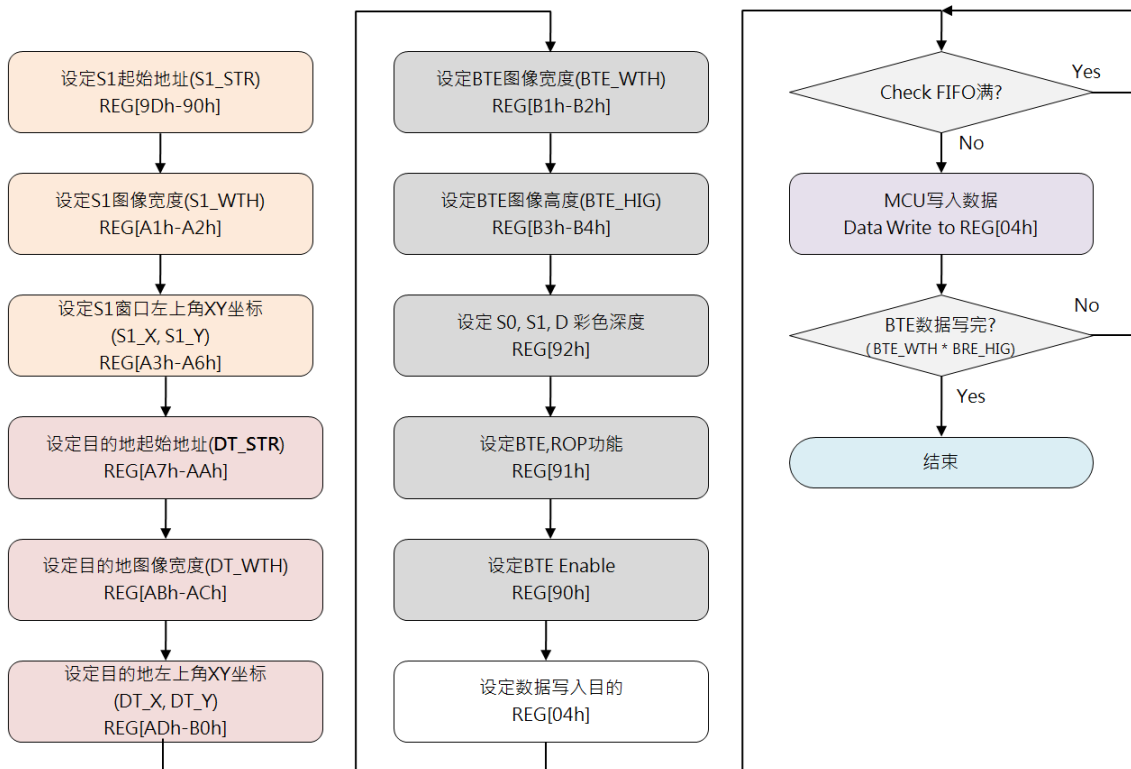 设定S1起始地址(S1_STR)
REG[9Dh-90h]
设定S1图像宽度(S1_WTH)
REG[A1h-A2h]
设定S1窗口左上角XY坐标
(S1_X, S1_Y)
REG[A3h-A6h]
设定目的地起始地址(DT_STR)
REG[A7h-AAh]
设定目的地图像宽度(DT_WTH)
REG[ABh-ACh]
设定目的地左上角XY坐标
(DT_X, DT_Y)
REG[ADh-B0h]
设定BTE图像宽度(BTE_WTH)
REG[B1h-B2h]
设定BTE图像高度(BTE_HIG)
REG[B3h-B4h]
设定 S0, S1, D 彩色深度
REG[92h]
设定BTE,ROP功能
REG[91h]
设定BTE Enable
REG[90h]
设定数据写入目的
REG[04h]
Check FIFO满?
Yes
No
MCU写入数据
Data Write to REG[04h]
BTE数据写完?
(BTE_WTH * BRE_HIG)
No
Yes
结束